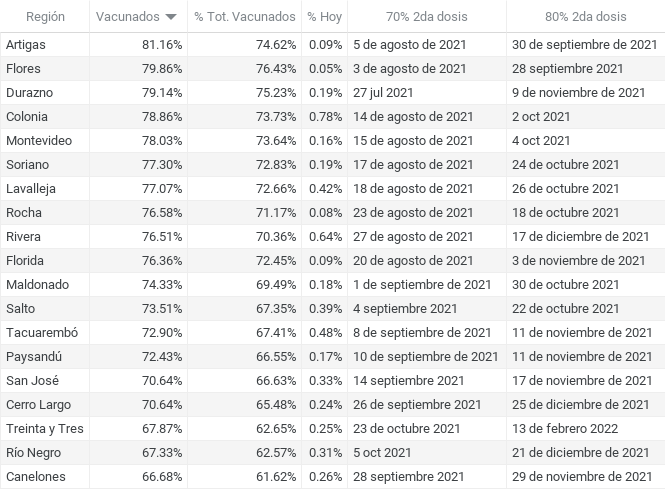 Región Vacunados % Tot. Vacunados % Hoy 70% 2da dosis 80% 2da dosis
Artigas 81.16% 74.62% 0.09% 5 de agosto de 2021 30 de septiembre de 2021
Flores 79.86% 76.43% 0.05% 3 de agosto de 2021 28 septiembre 2021
Durazno 79.14% 75.23% 0.19% 27 jul 2021 9 de noviembre de 2021
Colonia 78.86% 73.73% 0.78% 14 de agosto de 2021 2 oct 2021
Montevideo 78.03% 73.64% 0.16% 15 de agosto de 2021 4 oct 2021
Soriano 77.30% 72.83% 0.19% 17 de agosto de 2021 24 de octubre 2021
Lavalleja 77.07% 72.66% 0.42% 18 de agosto de 2021 26 de octubre 2021
Rocha 76.58% 71.17% 0.08% 23 de agosto de 2021 18 de octubre 2021
Rivera 76.51% 70.36% 0.64% 27 de agosto de 2021 17 de diciembre de 2021
Florida 76.36% 72.45% 0.09% 20 de agosto de 2021 3 de noviembre de 2021
Maldonado 74.33% 69.49% 0.18% 1 de septiembre de 2021 30 de octubre 2021
Salto 73.51% 67.35% 0.39% 4 septiembre 2021 22 de octubre 2021
Tacuarembó 72.90% 67.41% 0.48% 8 de septiembre de 2021 11 de noviembre de 2021
Paysandú 72.43% 66.55% 0.17% 10 de septiembre de 2021 11 de noviembre de 2021
San José 70.64% 66.63% 0.33% 14 septiembre 2021 17 de noviembre de 2021
Cerro Largo 70.64% 65.48% 0.24% 26 de septiembre 2021 25 de diciembre de 2021
Treinta y Tres 67.87% 62.65% 0.25% 23 de octubre 2021 13 de febrero 2022
Río Negro 67.33% 62.57% 0.31% 5 oct 2021 21 de diciembre de 2021
Canelones 66.68% 61.62% 0.26% 28 septiembre 2021 29 de noviembre de 2021